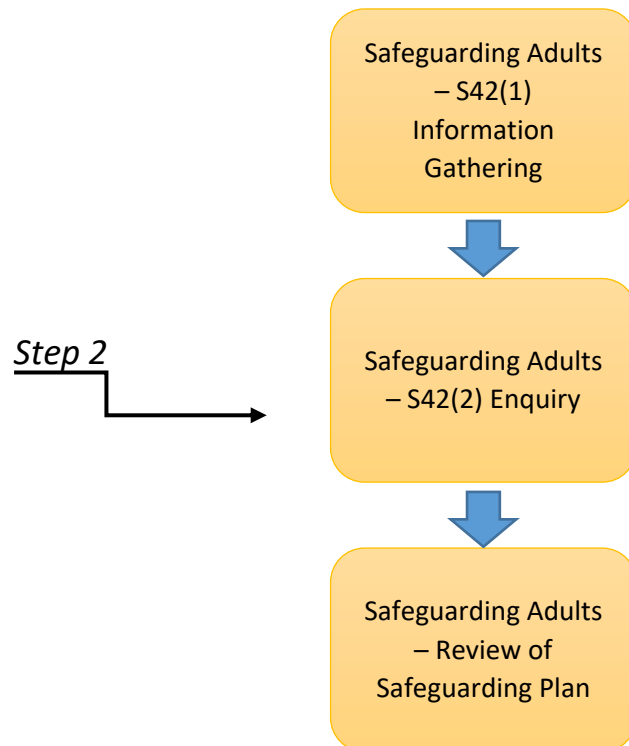 Safeguarding Adults
– S42(1)
Information
Gathering
Step 2
Safeguarding Adults
– S42(2) Enquiry
Safeguarding Adults
– Review of
Safeguarding Plan